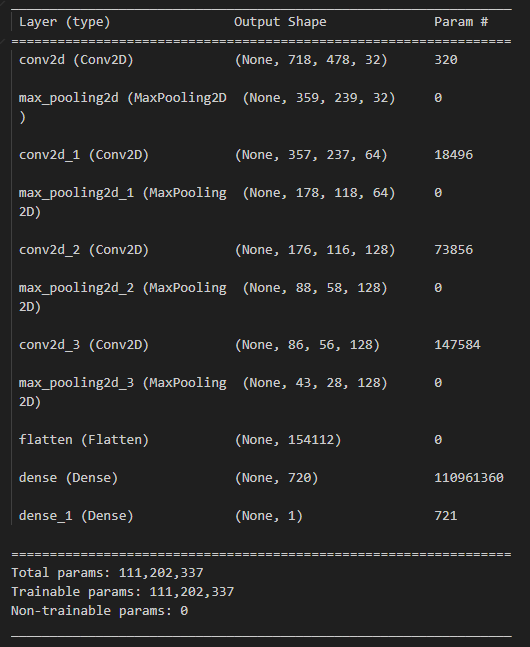 Layer (type) Output Shape Param #
=================================================================
conv2d (Conv2D) (None, 718, 478, 32) 320
max_pooling2d (MaxPooling2D (None, 359, 239, 32) 0
)
conv2d_1 (Conv2D) (None, 357, 237, 64) 18496
max_pooling2d_1 (MaxPooling (None, 178, 118, 64) 0
2D)
conv2d_2 (Conv2D) (None, 176, 116, 128) 73856
max_pooling2d_2 (MaxPooling (None, 88, 58, 128) 0
2D)
conv2d_3 (Conv2D) (None, 86, 56, 128) 147584
max_pooling2d_3 (MaxPooling (None, 43, 28, 128) 0
2D)
flatten (Flatten) (None, 154112) 0
dense (Dense) (None, 720) 110961360
dense_1 (Dense) (None, 1) 721
=================================================================
Total params: 111,202,337
Trainable params: 111,202,337
Non-trainable params: 0